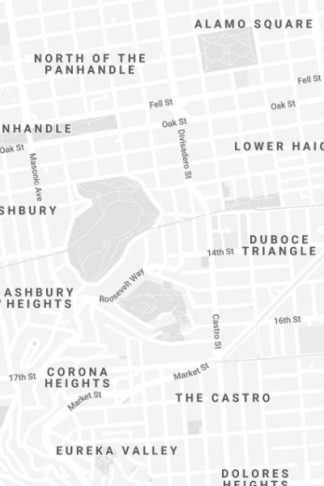 ALAMO SQUARE
NORTH OF THE
PANHANDLE
Fell St
Fell St
Oak St
Oak St
NHANDLE
Oak St
Divisadero St
Masonic Ave
LOWER HAIG
SHBURY
DUBOCE
TRIANGLE
14th St
ASHBURY
HEIGHTS
Roosevelt Way
Castro St
16th St
17th St
CORONA
HEIGHTS
Market St
Market St
THE CASTRO
EUREKA VALLEY
DOLORES
HEIGHTS